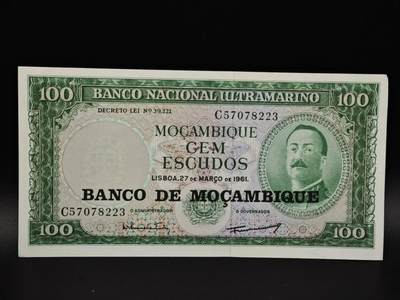 100 BANCO NACIONAL ULTRAMARINO 100
DECRETO-LEI Nº 39.221
C57078223
MOÇAMBIQUE
CEM
ESCUDOS
LISBOA, 27 DE MARÇO DE 1961.
BANCO DE MOÇAMBIQUE
C57078223
O ADMINISTRADOR
O GOVERNADOR
100 100